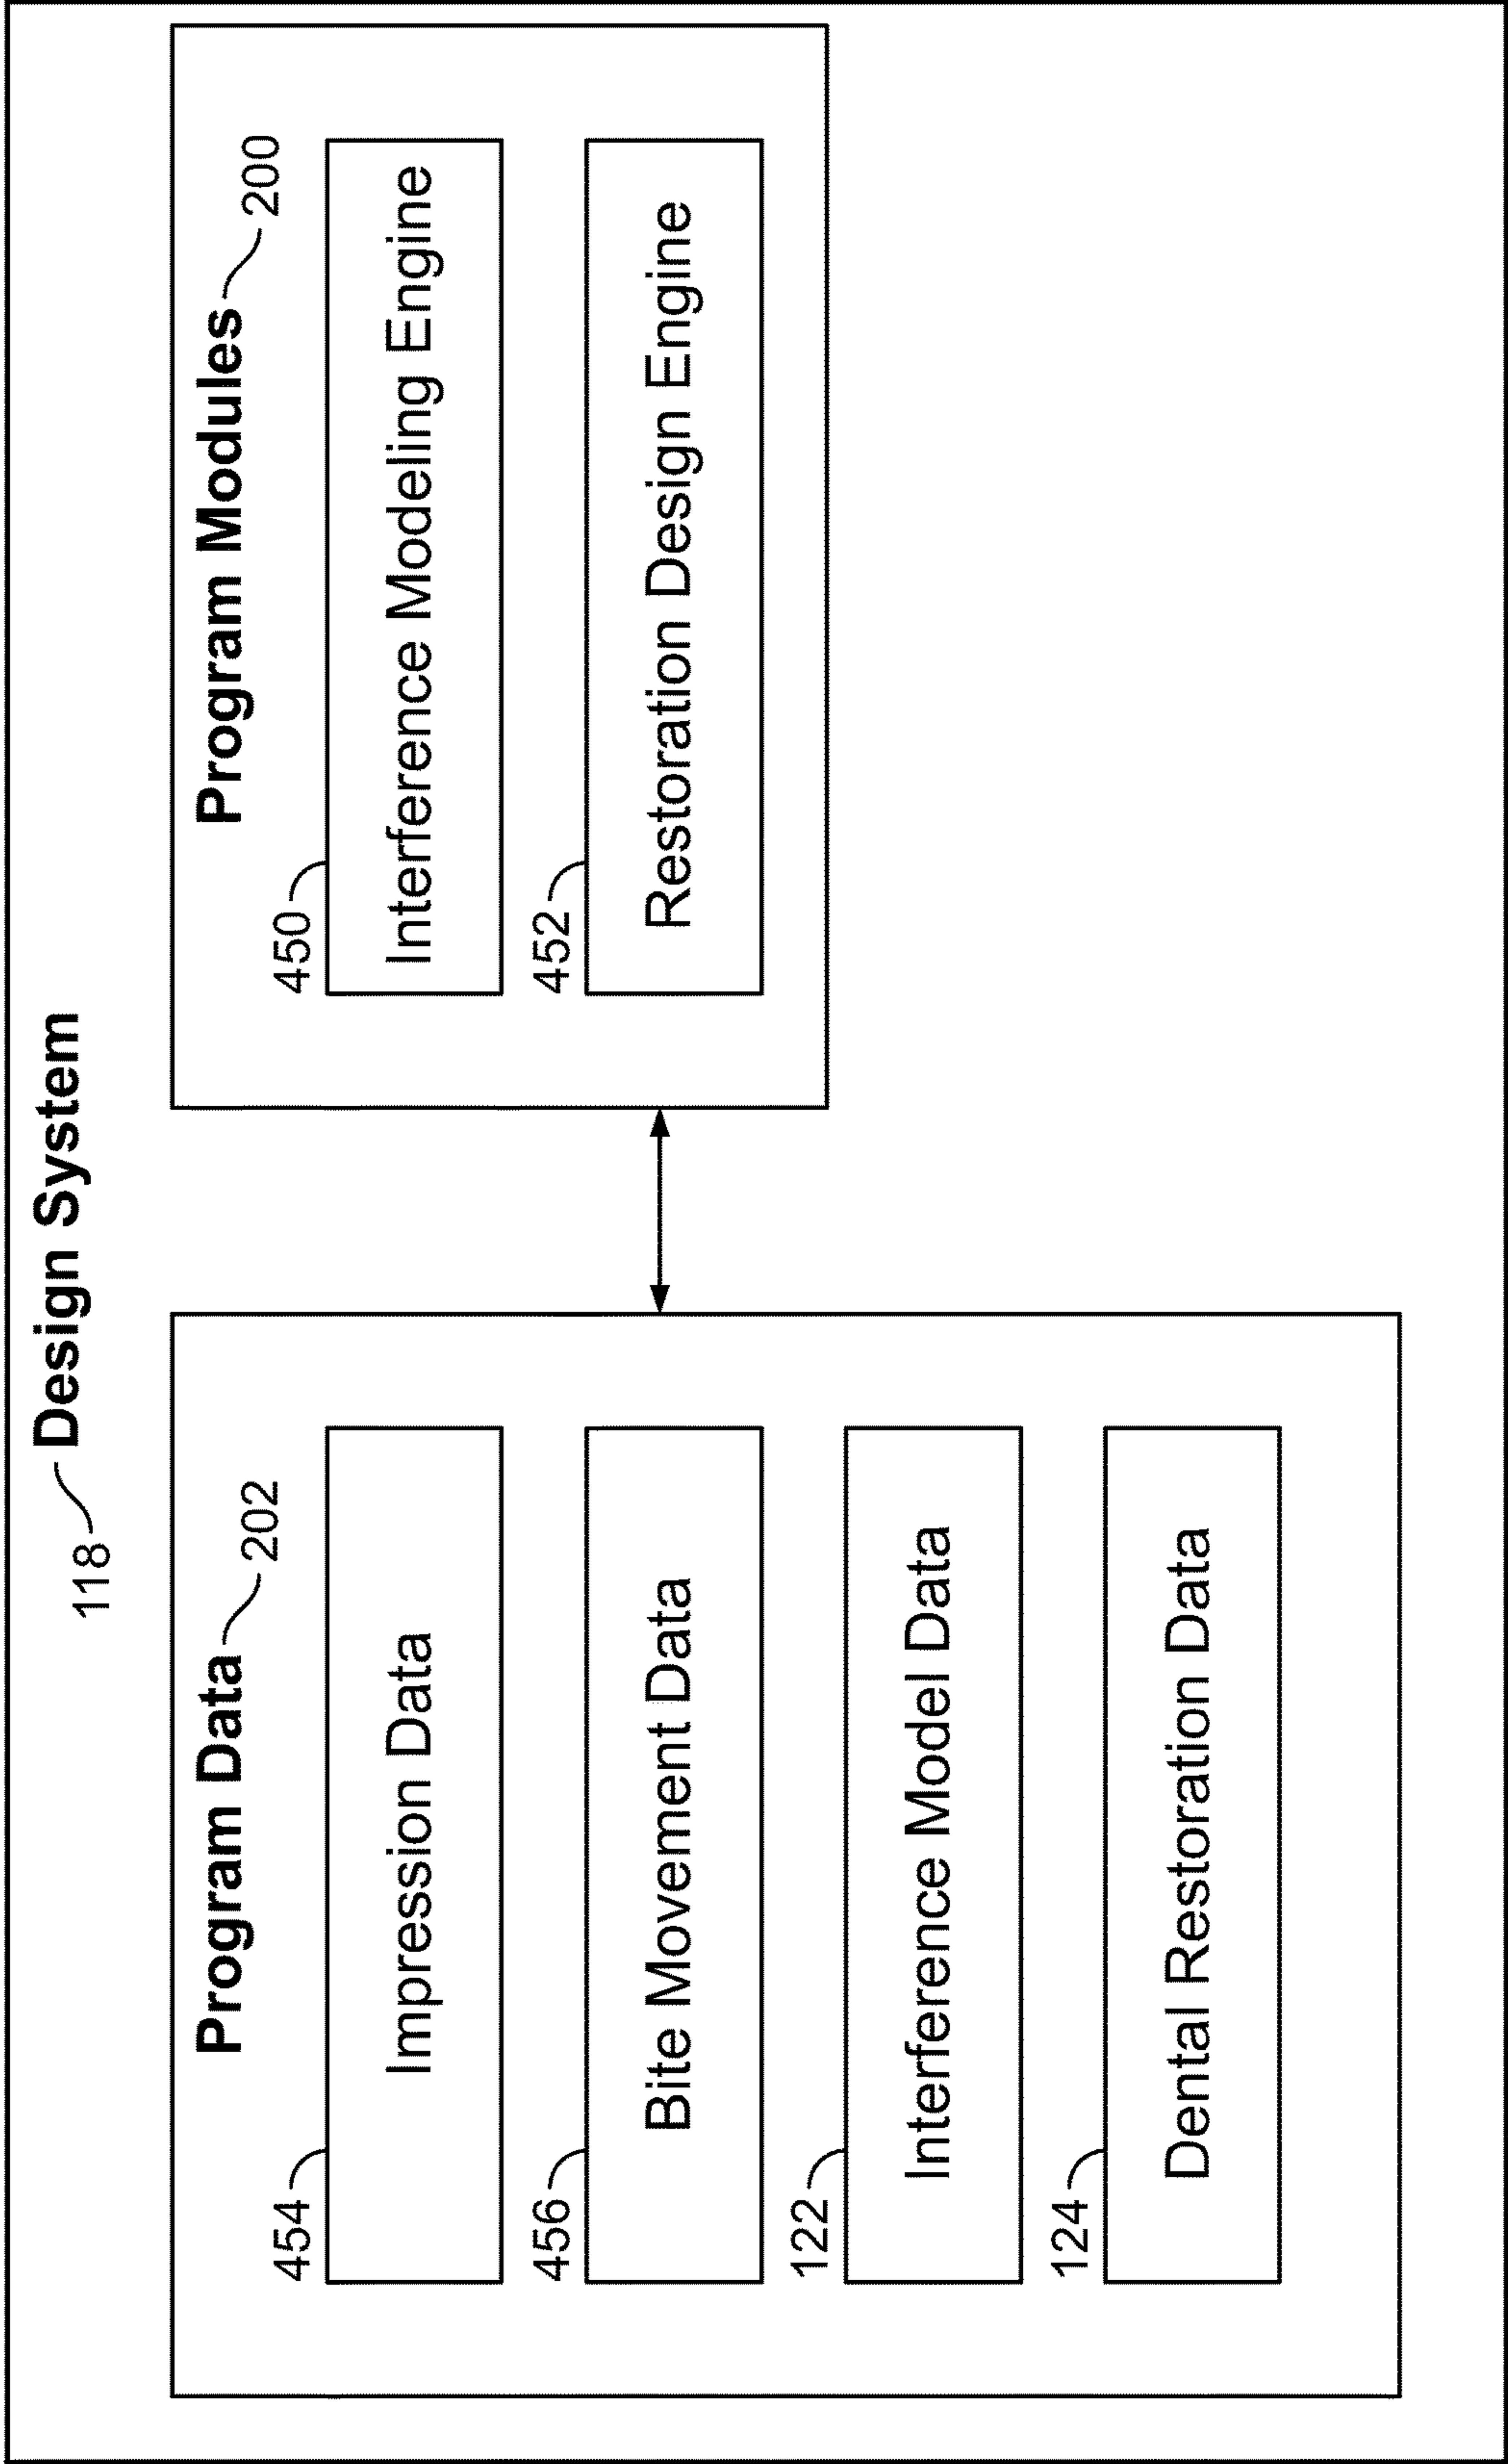 Design System
118
Program Data 202
454
Impression Data
456
Bite Movement Data
122
Interference Model Data
124
Dental Restoration Data
Program Modules 200
450
Interference Modeling Engine
452
Restoration Design Engine